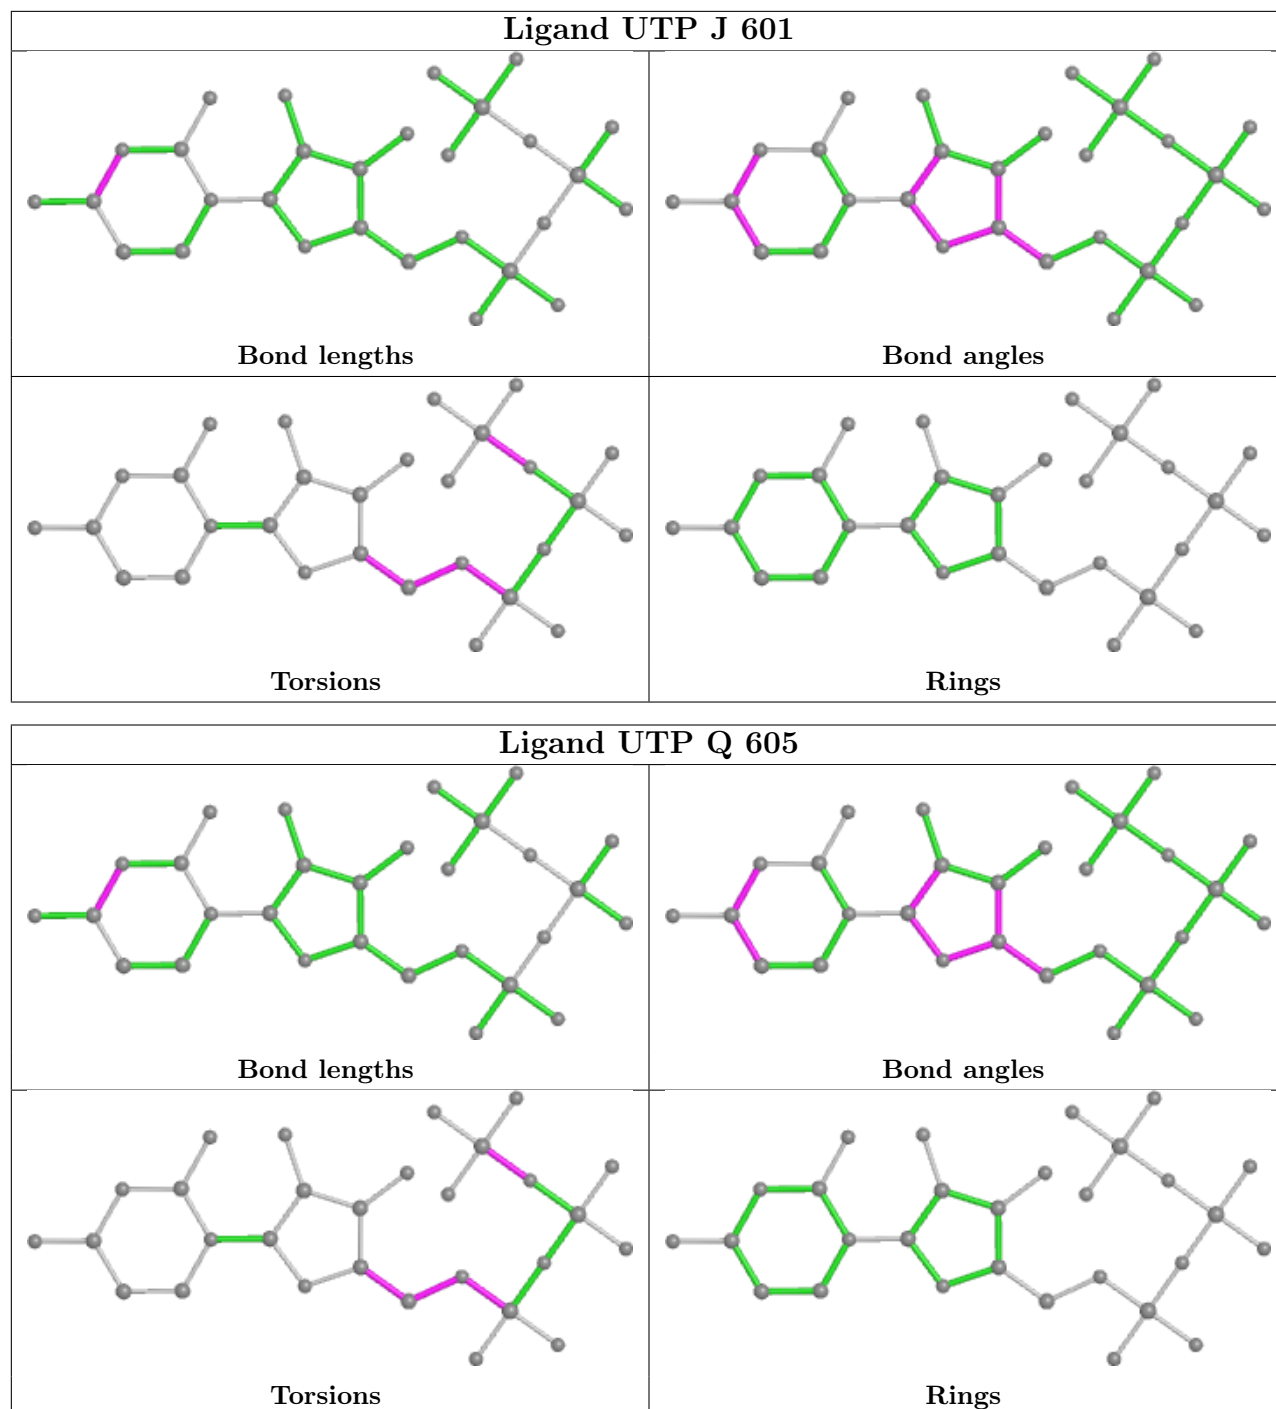 Ligand UTP J 601
Bond lengths
Bond angles
Torsions
Rings
Ligand UTP Q 605
Bond lengths
Bond angles
Torsions
Rings